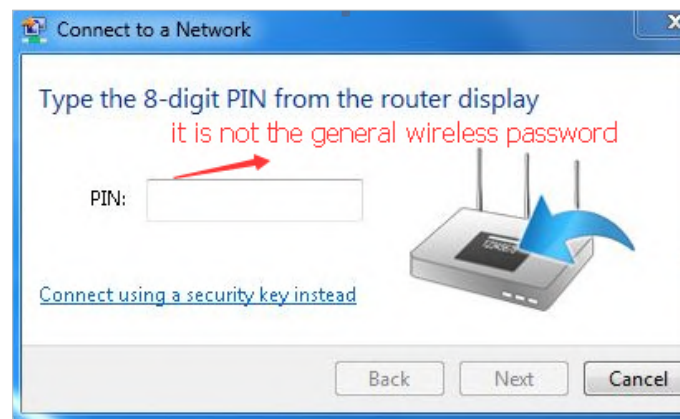 Connect to a Network
X
Type the 8-digit PIN from the router display
it is not the general wireless password
PIN:
12345670
Connect using a security key instead
Back
Next
Cancel